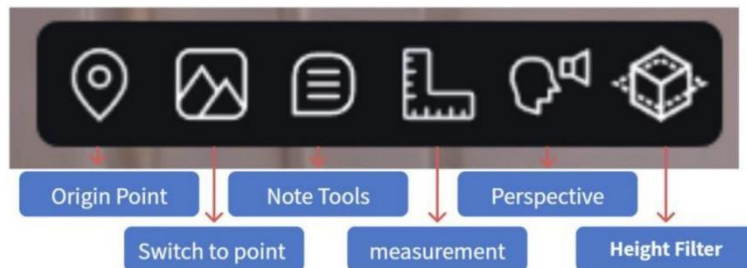 Origin Point
Note Tools
Perspective
Switch to point
measurement
Height Filter